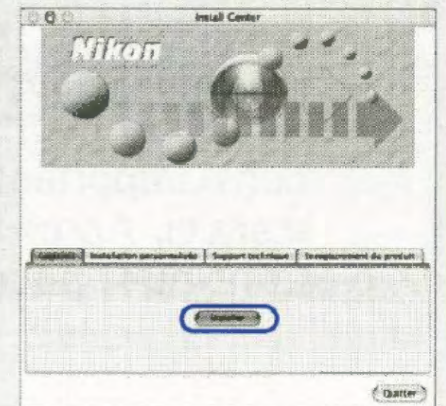 Install Center
Nikon
Installation personnalisée Support technique Enregistrement du produit
Quitter